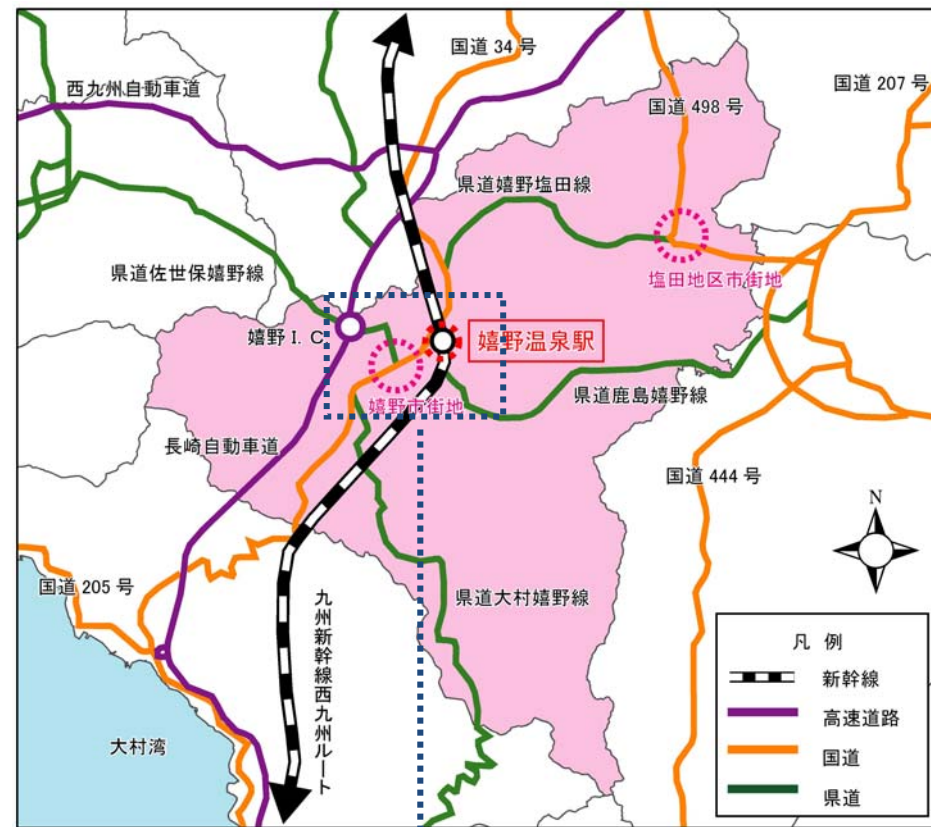 国道 34 号
西九州自動車道
国道 498 号
国道 207 号
県道嬉野塩田線
県道佐世保嬉野線
塩田地区市街地
嬉野 I. C
嬉野温泉駅
嬉野市街地
県道鹿島嬉野線
長崎自動車道
国道 444 号
N
国道 205 号
県道大村嬉野線
九州新幹線西九州ルート
大村湾
凡 例
新幹線
高速道路
国道
県道